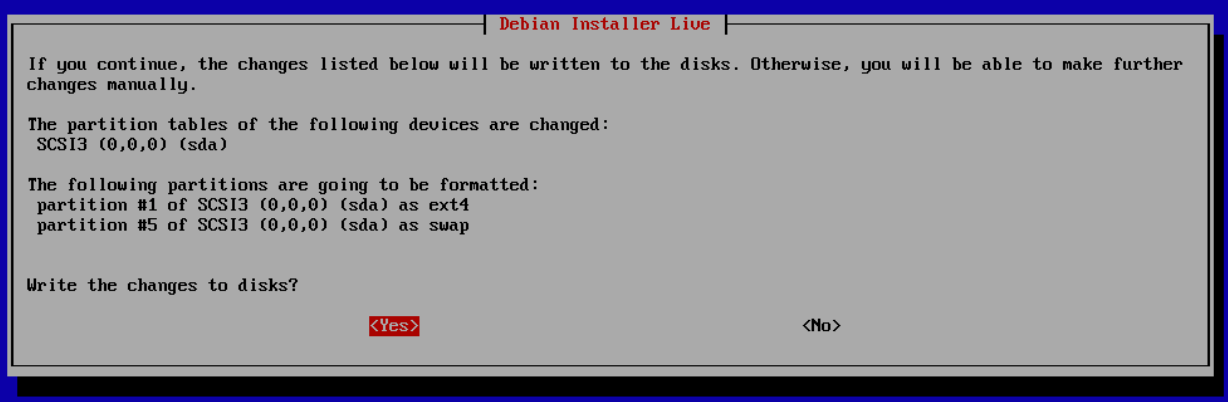 Debian Installer Live
If you continue, the changes listed below will be written to the disks. Otherwise, you will be able to make further
changes manually.
The partition tables of the following devices are changed:
SCSI3 (0,0,0) (sda)
The following partitions are going to be formatted:
partition #1 of SCSI3 (0,0,0) (sda) as ext4
partition #5 of SCSI3 (0,0,0) (sda) as swap
Write the changes to disks?
<Yes> <No>